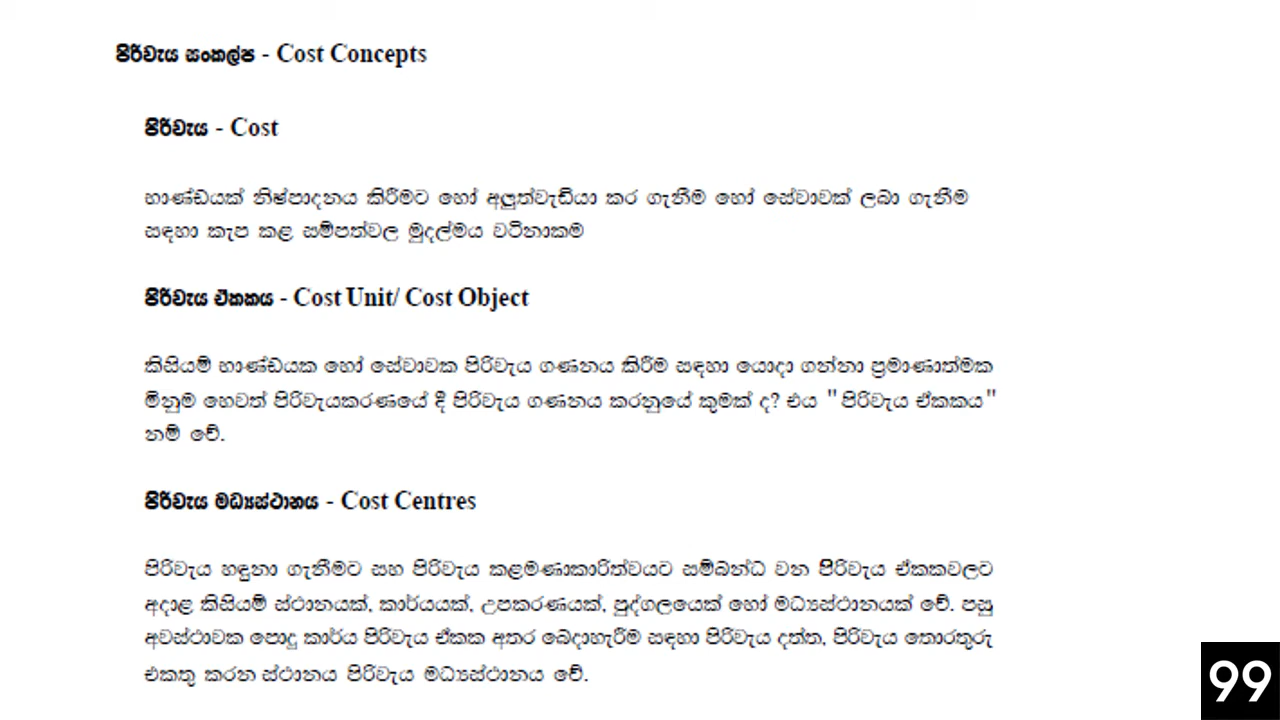 පිරිවැය සංකල්ප - Cost Concepts
පිරිවැය - Cost
භාණ්ඩයක් නිෂ්පාදනය කිරීමට හෝ අලුත්වැඩියා කර ගැනීම හෝ සේවාවක් ලබා ගැනීම
සඳහා කැප කළ සම්පත්වල මුදල්මය වටිනාකම
පිරිවැය ඒකකය - Cost Unit/ Cost Object
කිසියම් භාණ්ඩයක හෝ සේවාවක පිරිවැය ගණනය කිරීම සඳහා යොදා ගන්නා ප්‍රමාණාත්මක
මිනුම හෙවත් පිරිවැයකරණයේ දී පිරිවැය ගණනය කරනුයේ කුමක් ද? එය " පිරිවැය ඒකකය"
නම් වේ.
පිරිවැය මධ්‍යස්ථානය - Cost Centres
පිරිවැය හඳුනා ගැනීමට සහ පිරිවැය කළමණාකාරිත්වයට සම්බන්ධ වන පිරිවැය ඒකකවලට
අදාළ කිසියම් ස්ථානයක්, කාර්යයක්, උපකරණයක්, පුද්ගලයෙක් හෝ මධ්‍යස්ථානයක් වේ. පසු
අවස්ථාවක පොදු කාර්ය පිරිවැය ඒකක අතර බෙදාහැරීම සඳහා පිරිවැය දත්ත, පිරිවැය තොරතුරු
එකතු කරන ස්ථානය පිරිවැය මධ්‍යස්ථානය වේ.
99